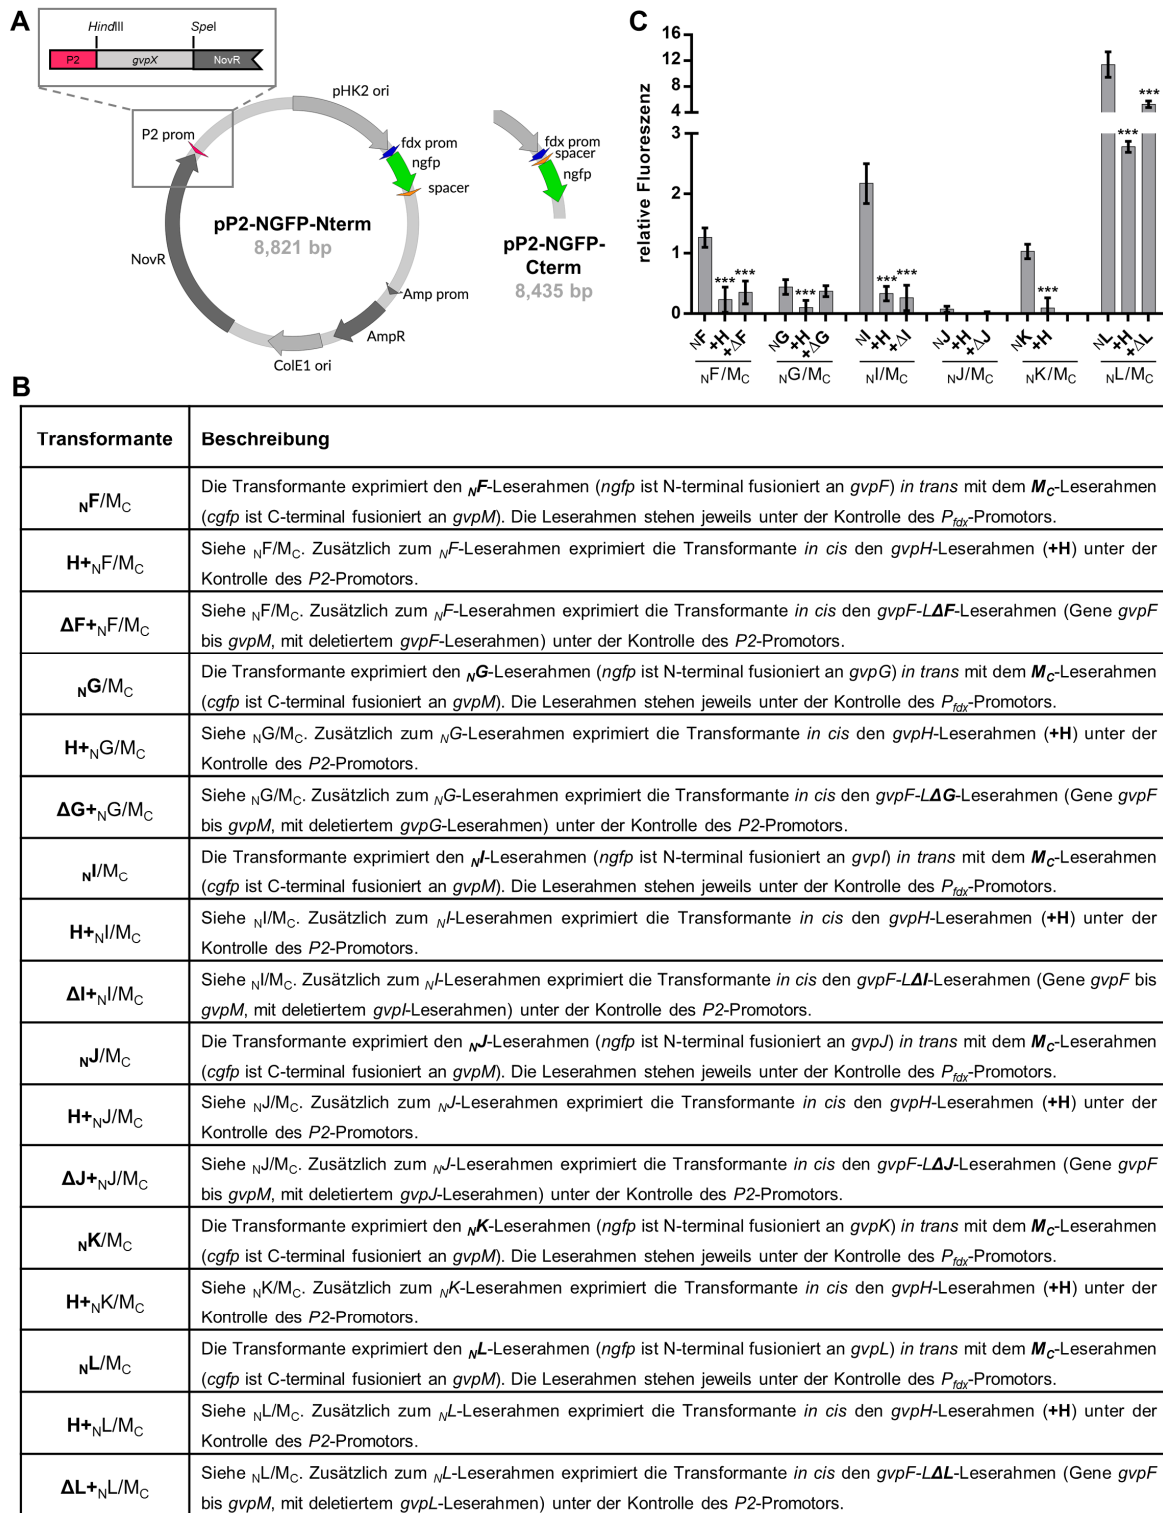 A
HindIII
SpeI
P2
gvpX
NovR
pHK2 ori
P2 prom
fdx prom
ngfp
spacer
pP2-NGFP-Nterm
8,821 bp
NovR
Amp prom
AmpR
ColE1 ori
fdx prom
spacer
ngfp
pP2-NGFP-
Cterm
8,435 bp
C
relative Fluoreszenz
16
12
8
4
3
2
1
0
*** ***
***
*** ***
***
***
***
NF +H +ΔF
NG +H +ΔG
NI +H +ΔI
NJ +H +ΔJ
NK +H
NL +H +ΔL
NF/MC NG/MC NI/MC NJ/MC NK/MC NL/MC
B
Transformante Beschreibung
NF/MC
Die Transformante exprimiert den NF-Leserahmen (ngfp ist N-terminal fusioniert an gvpF) in trans mit dem MC-Leserahmen
(cgfp ist C-terminal fusioniert an gvpM). Die Leserahmen stehen jeweils unter der Kontrolle des Pfdx-Promotors.
H+NF/MC
Siehe NF/MC. Zusätzlich zum NF-Leserahmen exprimiert die Transformante in cis den gvpH-Leserahmen (+H) unter der
Kontrolle des P2-Promotors.
ΔF+NF/MC
Siehe NF/MC. Zusätzlich zum NF-Leserahmen exprimiert die Transformante in cis den gvpF-LΔF-Leserahmen (Gene gvpF
bis gvpM, mit deletiertem gvpF-Leserahmen) unter der Kontrolle des P2-Promotors.
NG/MC
Die Transformante exprimiert den NG-Leserahmen (ngfp ist N-terminal fusioniert an gvpG) in trans mit dem MC-Leserahmen
(cgfp ist C-terminal fusioniert an gvpM). Die Leserahmen stehen jeweils unter der Kontrolle des Pfdx-Promotors.
H+NG/MC
Siehe NG/MC. Zusätzlich zum NG-Leserahmen exprimiert die Transformante in cis den gvpH-Leserahmen (+H) unter der
Kontrolle des P2-Promotors.
ΔG+NG/MC
Siehe NG/MC. Zusätzlich zum NG-Leserahmen exprimiert die Transformante in cis den gvpF-LΔG-Leserahmen (Gene gvpF
bis gvpM, mit deletiertem gvpG-Leserahmen) unter der Kontrolle des P2-Promotors.
NI/MC
Die Transformante exprimiert den NI-Leserahmen (ngfp ist N-terminal fusioniert an gvpI) in trans mit dem MC-Leserahmen
(cgfp ist C-terminal fusioniert an gvpM). Die Leserahmen stehen jeweils unter der Kontrolle des Pfdx-Promotors.
H+NI/MC
Siehe NI/MC. Zusätzlich zum NI-Leserahmen exprimiert die Transformante in cis den gvpH-Leserahmen (+H) unter der
Kontrolle des P2-Promotors.
ΔI+NI/MC
Siehe NI/MC. Zusätzlich zum NI-Leserahmen exprimiert die Transformante in cis den gvpF-LΔI-Leserahmen (Gene gvpF bis
gvpM, mit deletiertem gvpI-Leserahmen) unter der Kontrolle des P2-Promotors.
NJ/MC
Die Transformante exprimiert den NJ-Leserahmen (ngfp ist N-terminal fusioniert an gvpJ) in trans mit dem MC-Leserahmen
(cgfp ist C-terminal fusioniert an gvpM). Die Leserahmen stehen jeweils unter der Kontrolle des Pfdx-Promotors.
H+NJ/MC
Siehe NJ/MC. Zusätzlich zum NJ-Leserahmen exprimiert die Transformante in cis den gvpH-Leserahmen (+H) unter der
Kontrolle des P2-Promotors.
ΔJ+NJ/MC
Siehe NJ/MC. Zusätzlich zum NJ-Leserahmen exprimiert die Transformante in cis den gvpF-LΔJ-Leserahmen (Gene gvpF
bis gvpM, mit deletiertem gvpJ-Leserahmen) unter der Kontrolle des P2-Promotors.
NK/MC
Die Transformante exprimiert den NK-Leserahmen (ngfp ist N-terminal fusioniert an gvpK) in trans mit dem MC-Leserahmen
(cgfp ist C-terminal fusioniert an gvpM). Die Leserahmen stehen jeweils unter der Kontrolle des Pfdx-Promotors.
H+NK/MC
Siehe NK/MC. Zusätzlich zum NK-Leserahmen exprimiert die Transformante in cis den gvpH-Leserahmen (+H) unter der
Kontrolle des P2-Promotors.
NL/MC
Die Transformante exprimiert den NL-Leserahmen (ngfp ist N-terminal fusioniert an gvpL) in trans mit dem MC-Leserahmen
(cgfp ist C-terminal fusioniert an gvpM). Die Leserahmen stehen jeweils unter der Kontrolle des Pfdx-Promotors.
H+NL/MC
Siehe NL/MC. Zusätzlich zum NL-Leserahmen exprimiert die Transformante in cis den gvpH-Leserahmen (+H) unter der
Kontrolle des P2-Promotors.
ΔL+NL/MC
Siehe NL/MC. Zusätzlich zum NL-Leserahmen exprimiert die Transformante in cis den gvpF-LΔL-Leserahmen (Gene gvpF
bis gvpM, mit deletiertem gvpL-Leserahmen) unter der Kontrolle des P2-Promotors.